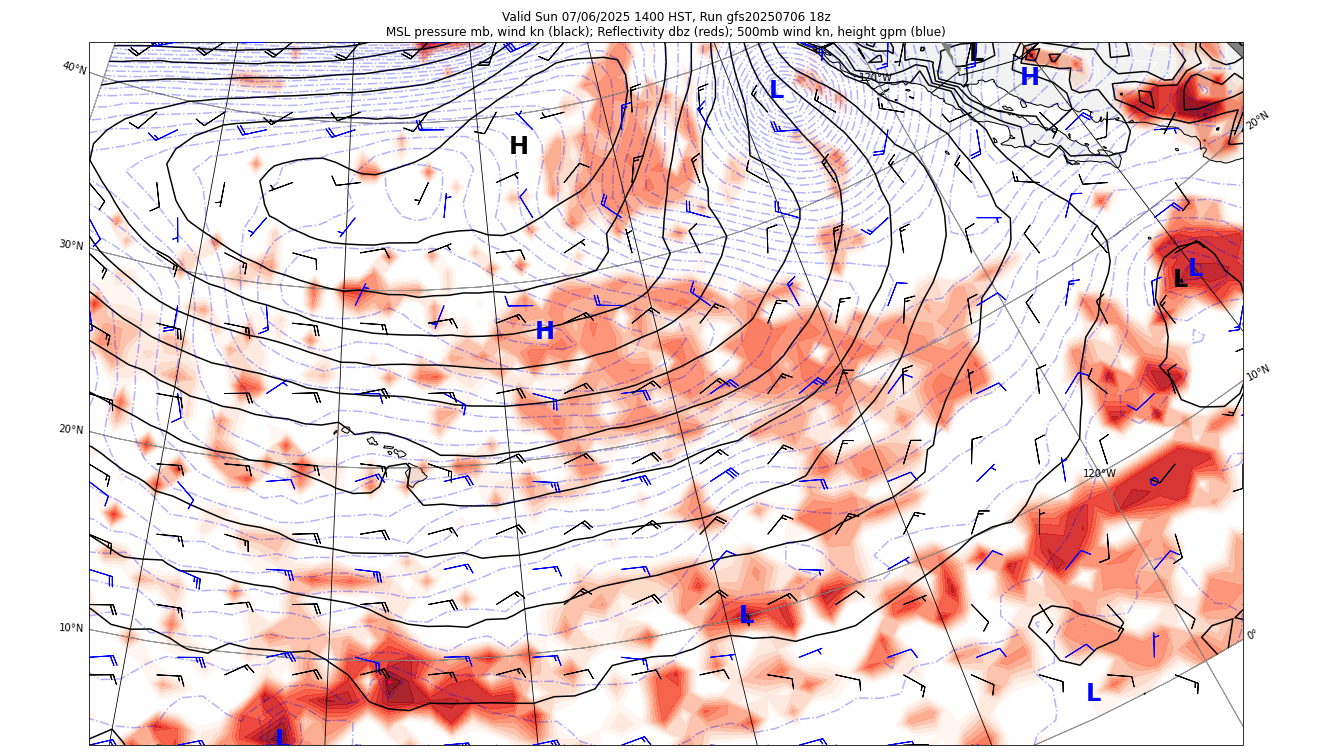 Valid Sun 07/06/2025 1400 HST, Run gfs20250706 18z
MSL pressure mb, wind kn (black); Reflectivity dbz (reds); 500mb wind kn, height gpm (blue)
40°N
120°W
L
H
L
20°N
H
30°N
L
L
H
10°N
20°N
120°W
L
10°N
0°
L
L